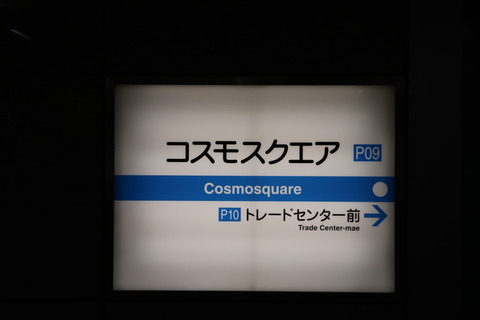 コスモスクエア P09
Cosmosquare
P10 トレードセンター前
Trade Center-mae